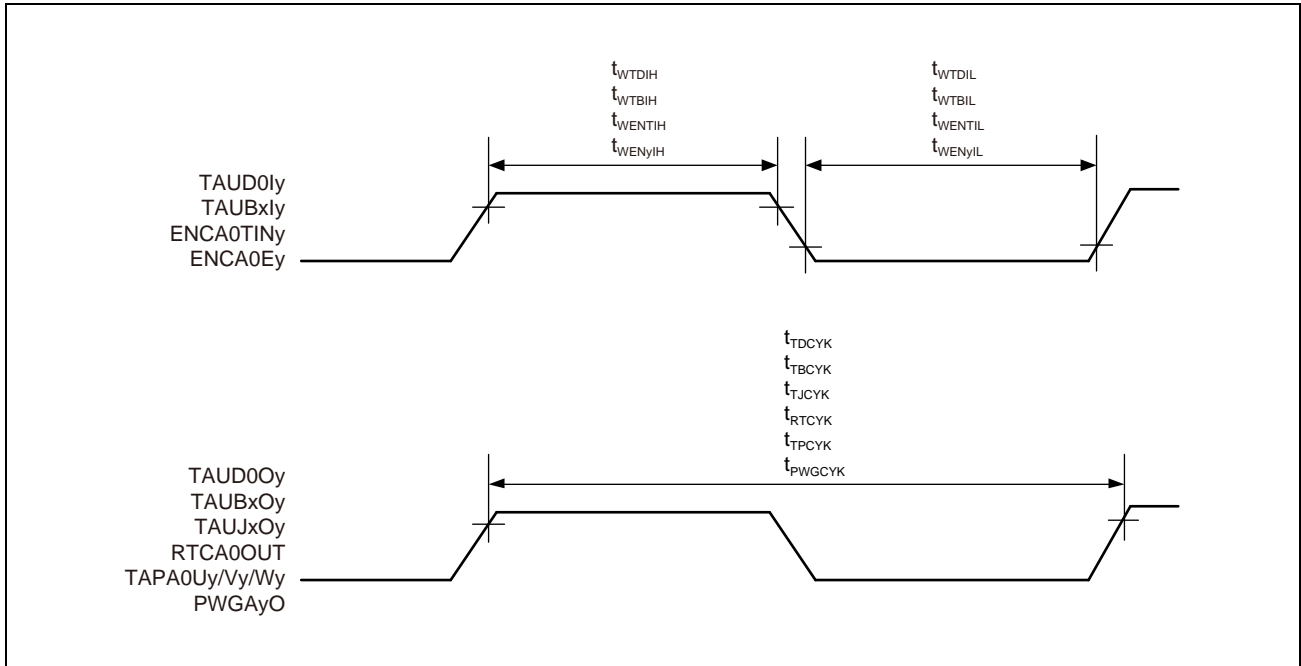 tWTDIH
tWTBIH
tWENTIH
tWENyIH
tWTDIL
tWTBIL
tWENTIL
tWENyIL
TAUD0Iy
TAUBxIy
ENCA0TINy
ENCA0Ey
tTDCYK
tTBCYK
tTJCYK
tRTCYK
tTPCYK
tPWGCYK
TAUD0Oy
TAUBxOy
TAUJxOy
RTCA0OUT
TAPA0Uy/Vy/Wy
PWGAyO